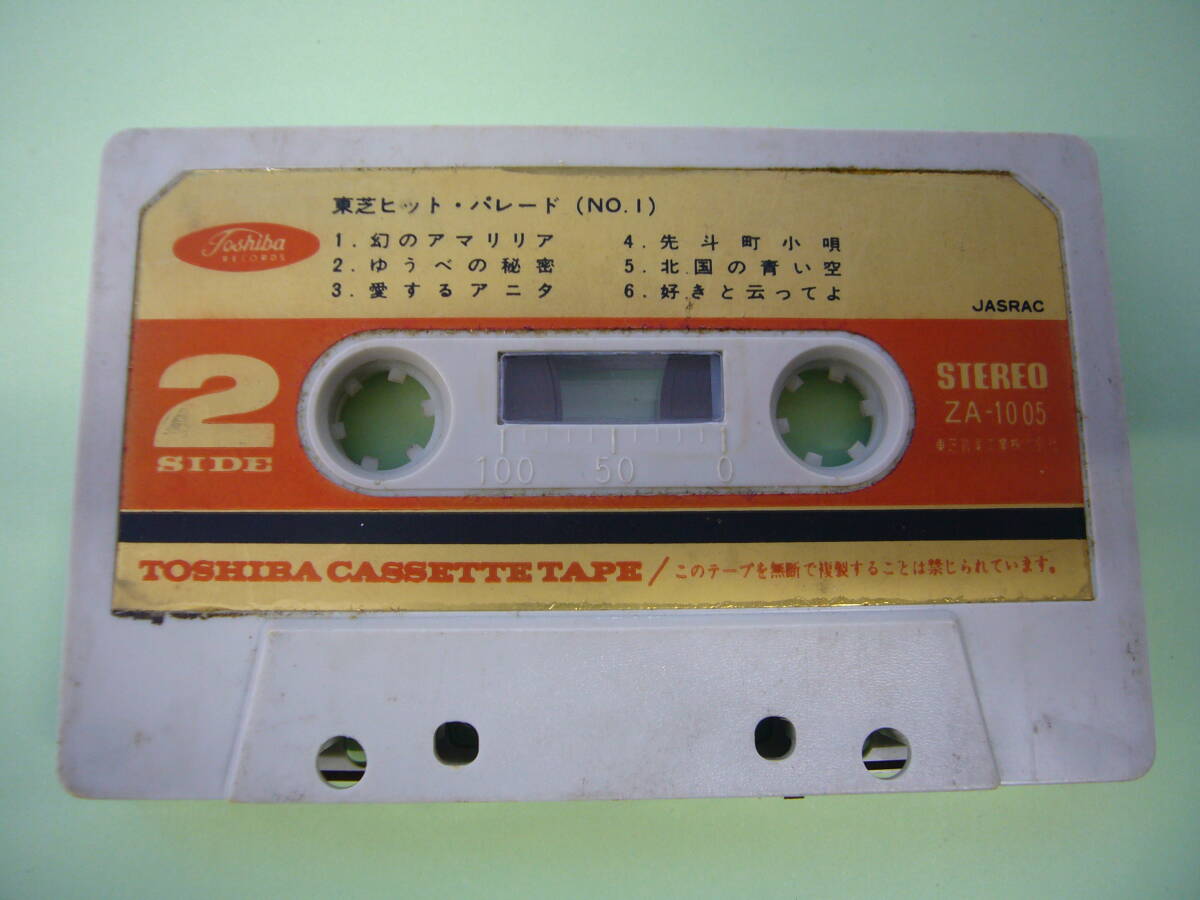 東芝ヒット・パレード (NO.1)
Toshiba
RECORDS
1. 幻のアマリリア
2. ゆうべの秘密
3. 愛するアニタ
4. 先斗町小唄
5. 北国の青い空
6. 好きと云ってよ
JASRAC
2
SIDE
STEREO
ZA-1005
100 50 0
TOSHIBA CASSETTE TAPE / このテープを無断で複製することは禁じられています。